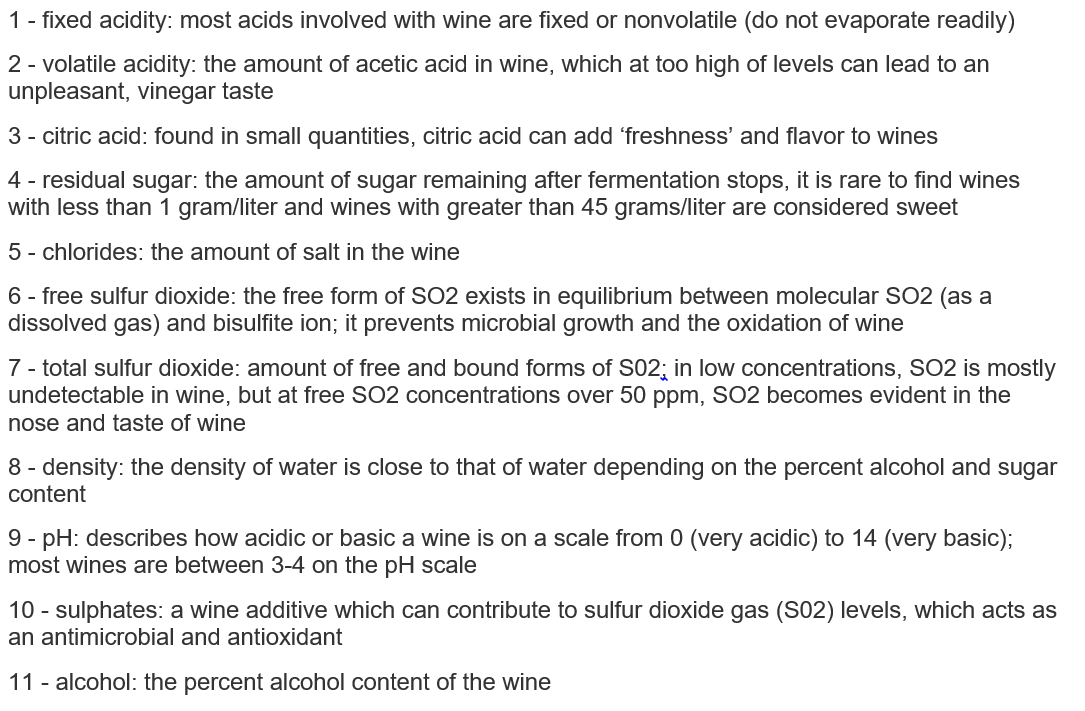 1 - fixed acidity: most acids involved with wine are fixed or nonvolatile (do not evaporate readily)
2 - volatile acidity: the amount of acetic acid in wine, which at too high of levels can lead to an
unpleasant, vinegar taste
3 - citric acid: found in small quantities, citric acid can add ‘freshness’ and flavor to wines
4 - residual sugar: the amount of sugar remaining after fermentation stops, it is rare to find wines
with less than 1 gram/liter and wines with greater than 45 grams/liter are considered sweet
5 - chlorides: the amount of salt in the wine
6 - free sulfur dioxide: the free form of SO2 exists in equilibrium between molecular SO2 (as a
dissolved gas) and bisulfite ion; it prevents microbial growth and the oxidation of wine
7 - total sulfur dioxide: amount of free and bound forms of S02; in low concentrations, SO2 is mostly
undetectable in wine, but at free SO2 concentrations over 50 ppm, SO2 becomes evident in the
nose and taste of wine
8 - density: the density of water is close to that of water depending on the percent alcohol and sugar
content
9 - pH: describes how acidic or basic a wine is on a scale from 0 (very acidic) to 14 (very basic);
most wines are between 3-4 on the pH scale
10 - sulphates: a wine additive which can contribute to sulfur dioxide gas (S02) levels, which acts as
an antimicrobial and antioxidant
11 - alcohol: the percent alcohol content of the wine